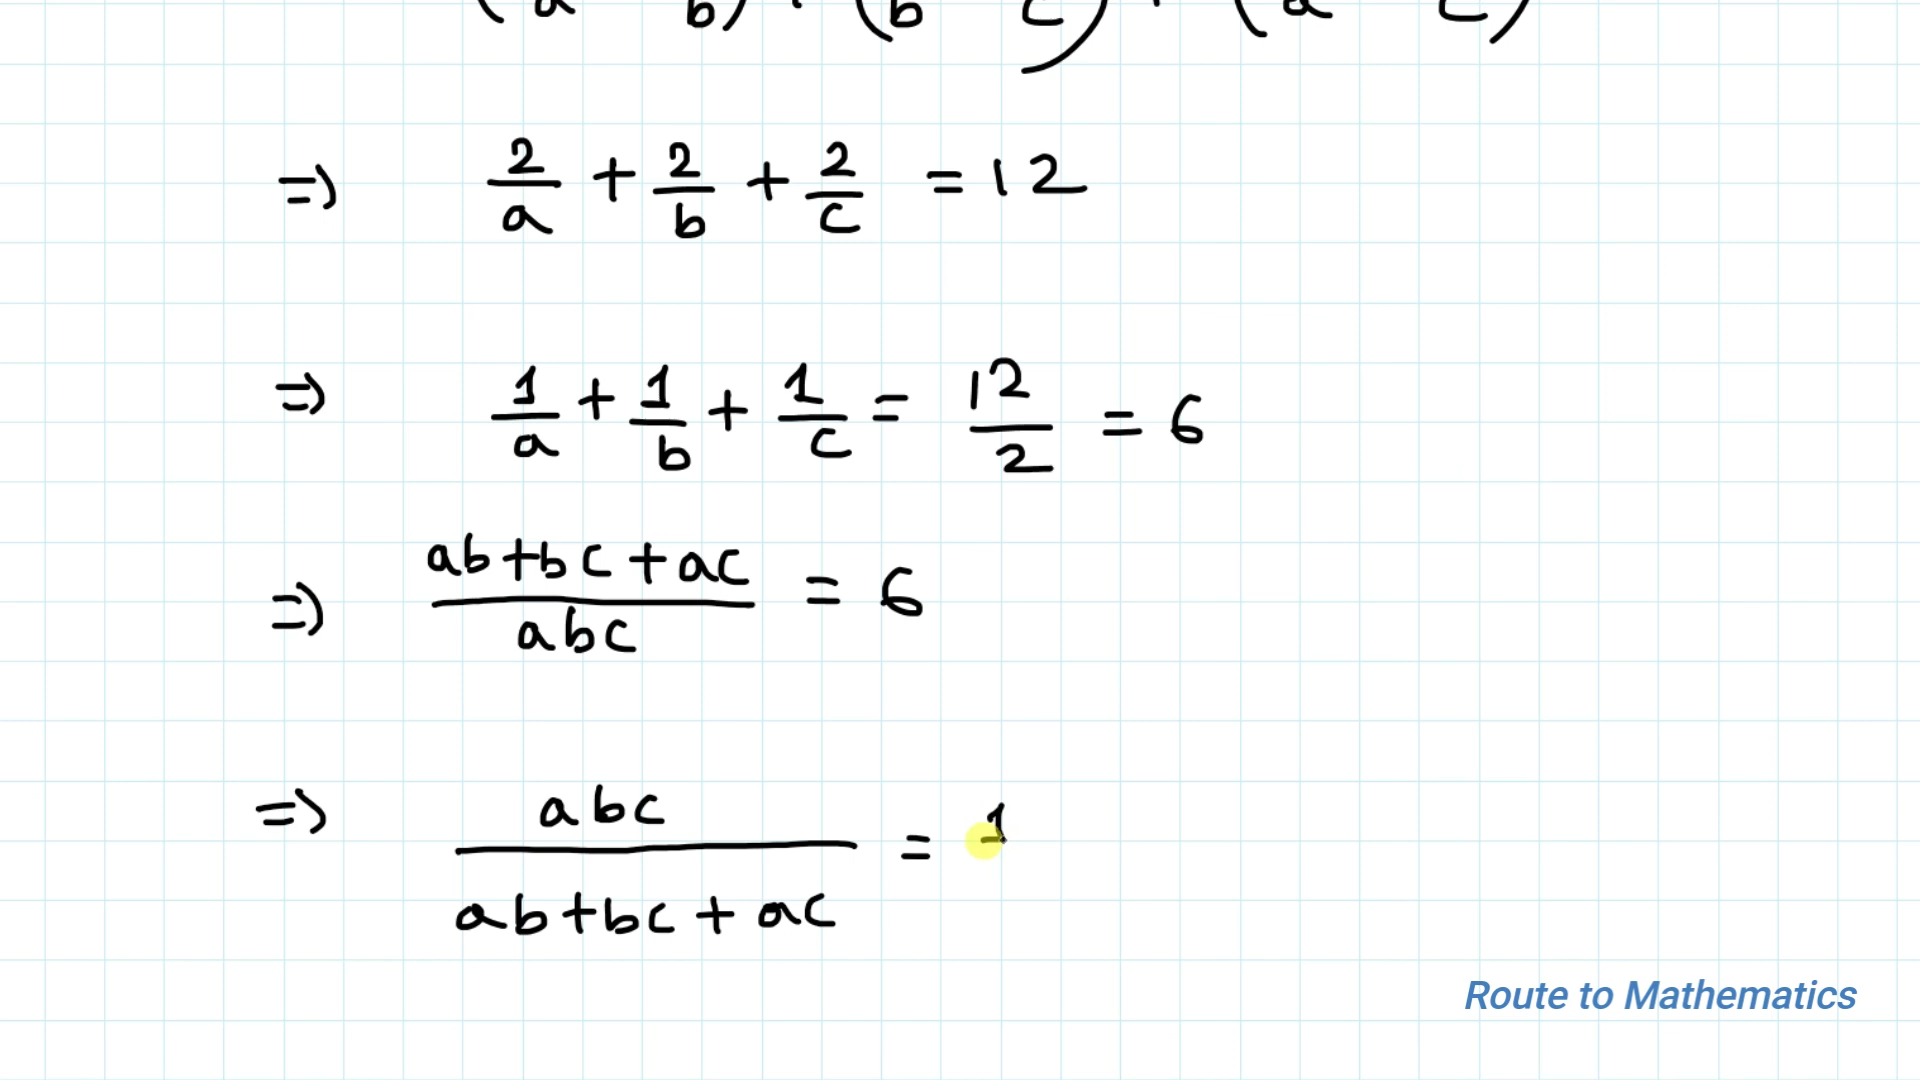 (a b) + (b c) + (a c)
=) 2/a + 2/b + 2/c = 12
=) 1/a + 1/b + 1/c = 12/2 = 6
=) ab+bc+ac/abc = 6
=) abc/ab+bc+ac = 1
Route to Mathematics